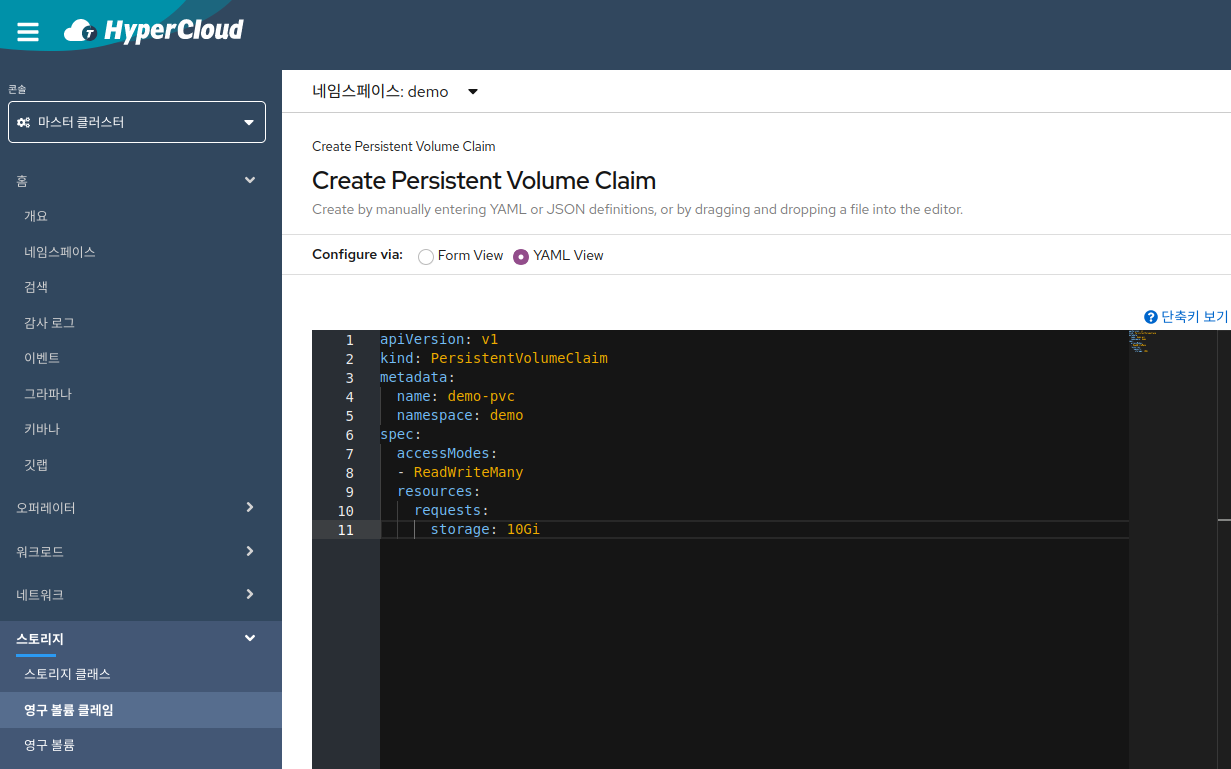 HyperCloud
콘솔
마스터 클러스터
홈
개요
네임스페이스
검색
감사 로그
이벤트
그라파나
키바나
깃랩
오퍼레이터
워크로드
네트워크
스토리지
스토리지 클래스
영구 볼륨 클레임
영구 볼륨
네임스페이스: demo
Create Persistent Volume Claim
Create Persistent Volume Claim
Create by manually entering YAML or JSON definitions, or by dragging and dropping a file into the editor.
Configure via: Form View YAML View
단축키 보기
1 apiVersion: v1
2 kind: PersistentVolumeClaim
3 metadata:
4   name: demo-pvc
5   namespace: demo
6 spec:
7   accessModes:
8   - ReadWriteMany
9   resources:
10     requests:
11       storage: 10Gi